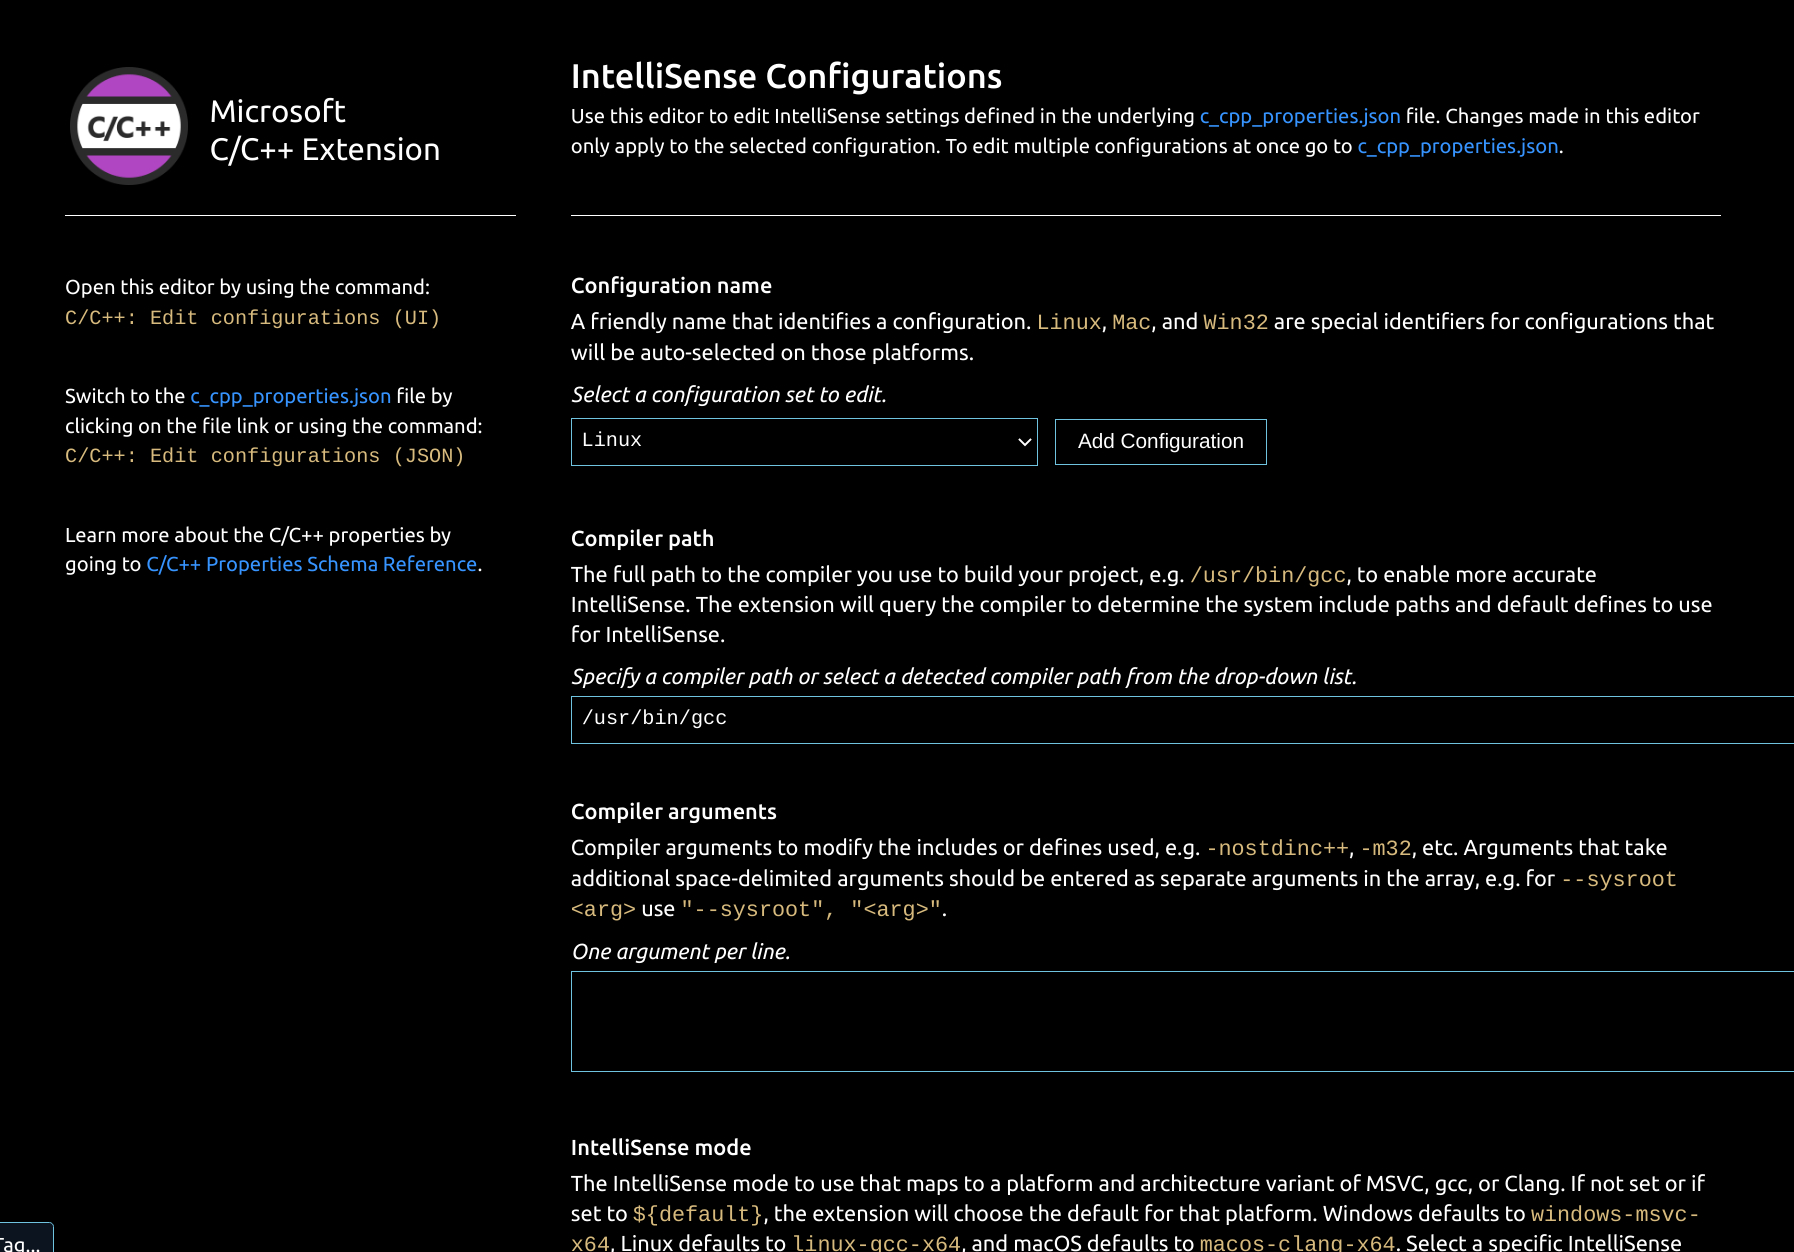 C/C++
Microsoft
C/C++ Extension
Open this editor by using the command:
C/C++: Edit configurations (UI)
Switch to the c_cpp_properties.json file by
clicking on the file link or using the command:
C/C++: Edit configurations (JSON)
Learn more about the C/C++ properties by
going to C/C++ Properties Schema Reference.
IntelliSense Configurations
Use this editor to edit IntelliSense settings defined in the underlying c_cpp_properties.json file. Changes made in this editor
only apply to the selected configuration. To edit multiple configurations at once go to c_cpp_properties.json.
Configuration name
A friendly name that identifies a configuration. Linux, Mac, and Win32 are special identifiers for configurations that
will be auto-selected on those platforms.
Select a configuration set to edit.
Linux
Add Configuration
Compiler path
The full path to the compiler you use to build your project, e.g. /usr/bin/gcc, to enable more accurate
IntelliSense. The extension will query the compiler to determine the system include paths and default defines to use
for IntelliSense.
Specify a compiler path or select a detected compiler path from the drop-down list.
/usr/bin/gcc
Compiler arguments
Compiler arguments to modify the includes or defines used, e.g. -nostdinc++, -m32, etc. Arguments that take
additional space-delimited arguments should be entered as separate arguments in the array, e.g. for --sysroot
<arg> use "--sysroot", "<arg>".
One argument per line.
IntelliSense mode
The IntelliSense mode to use that maps to a platform and architecture variant of MSVC, gcc, or Clang. If not set or if
set to ${default}, the extension will choose the default for that platform. Windows defaults to windows-msvc-
x64, Linux defaults to linux-gcc-x64, and macOS defaults to macos-clang-x64. Select a specific IntelliSense